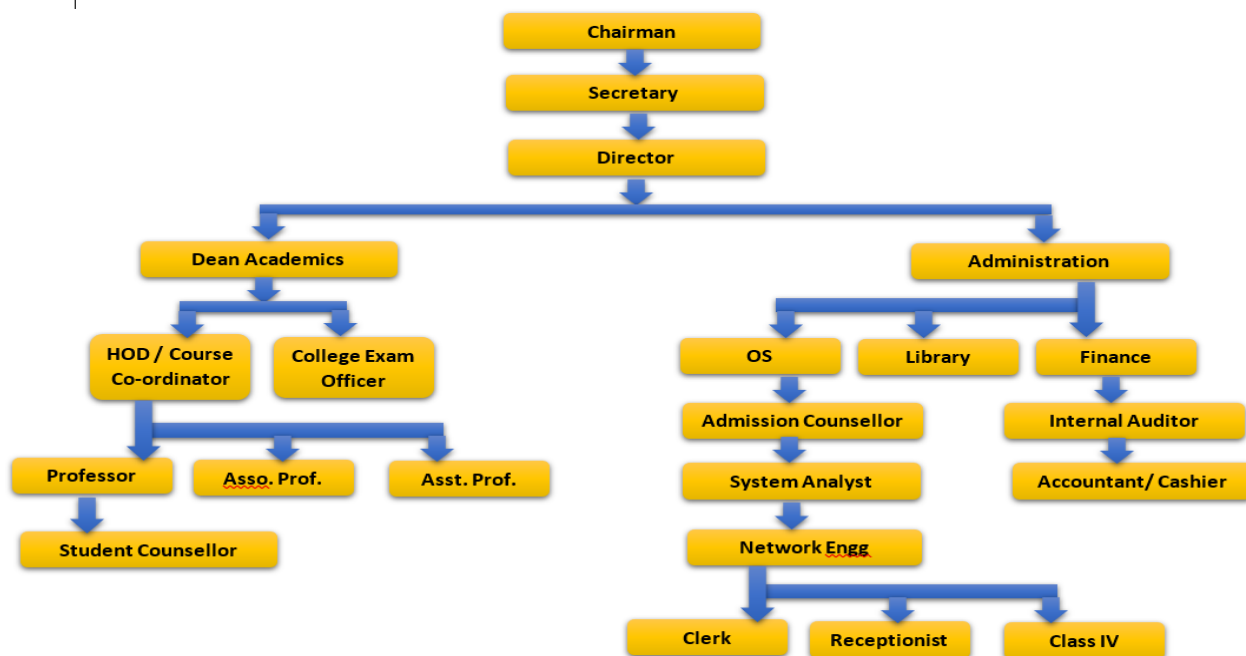 Chairman
Secretary
Director
Dean Academics
Administration
HOD / Course
Co-ordinator
College Exam
Officer
OS
Library
Finance
Admission Counsellor
Internal Auditor
Professor
Asso. Prof.
Asst. Prof.
System Analyst
Accountant/ Cashier
Student Counsellor
Network Engg
Clerk
Receptionist
Class IV